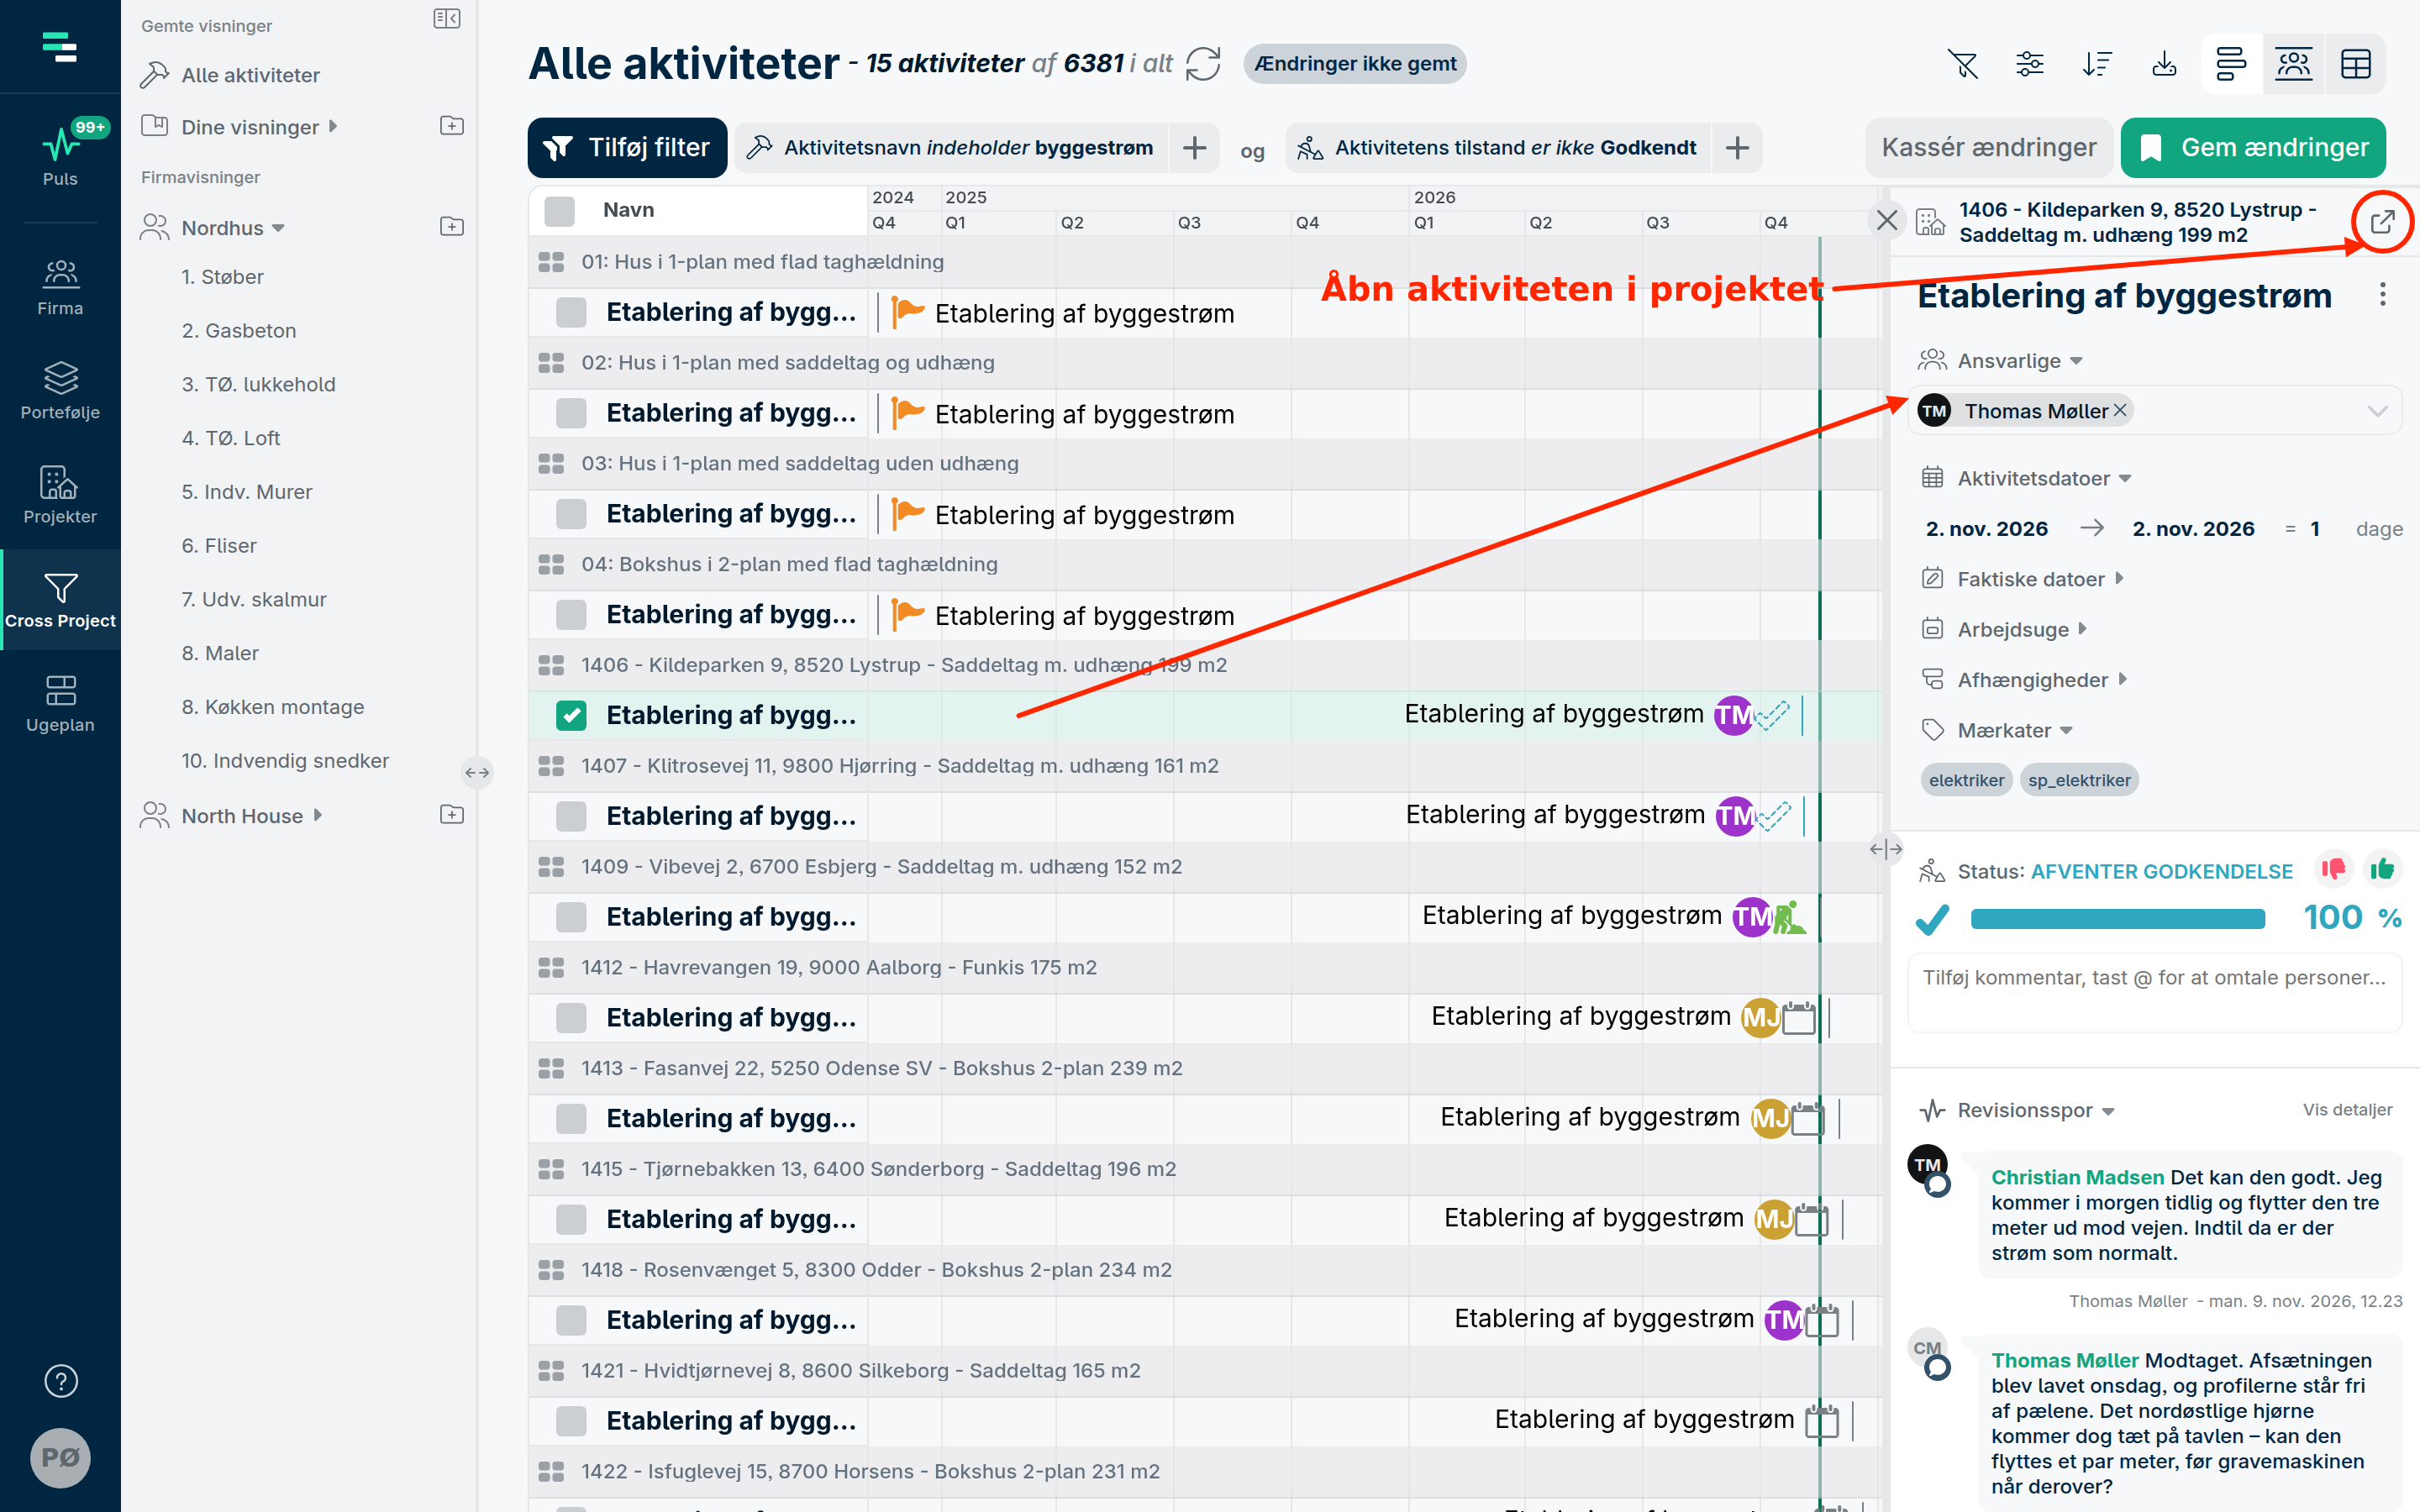 Gemte visninger
Alle aktiviteter
Dine visninger
Firmavisninger
Nordhus
1. Støber
2. Gasbeton
3. TØ. lukkehold
4. TØ. Loft
5. Indv. Murer
6. Fliser
7. Udv. skalmur
8. Maler
8. Køkken montage
10. Indvendig snedker
North House
99+
Puls
Firma
Portefølje
Projekter
Cross Project
Ugeplan
PØ
Alle aktiviteter - 15 aktiviteter af 6381 i alt
Ændringer ikke gemt
Tilføj filter
Aktivitetsnavn indeholder byggestrøm
og
Aktivitetens tilstand er ikke Godkendt
Kassér ændringer
Gem ændringer
Navn
2024 2025 2026
Q4 Q1 Q2 Q3 Q4 Q1 Q2 Q3 Q4
01: Hus i 1-plan med flad taghældning
Etablering af bygg... Etablering af byggestrøm
02: Hus i 1-plan med saddeltag og udhæng
Etablering af bygg... Etablering af byggestrøm
03: Hus i 1-plan med saddeltag uden udhæng
Etablering af bygg... Etablering af byggestrøm
04: Bokshus i 2-plan med flad taghældning
Etablering af bygg... Etablering af byggestrøm
1406 - Kildeparken 9, 8520 Lystrup - Saddeltag m. udhæng 199 m2
Etablering af bygg... Etablering af byggestrøm TM
1407 - Klitrosevej 11, 9800 Hjørring - Saddeltag m. udhæng 161 m2
Etablering af bygg... Etablering af byggestrøm TM
1409 - Vibevej 2, 6700 Esbjerg - Saddeltag m. udhæng 152 m2
Etablering af bygg... Etablering af byggestrøm TM
1412 - Havrevangen 19, 9000 Aalborg - Funkis 175 m2
Etablering af bygg... Etablering af byggestrøm MJ
1413 - Fasanvej 22, 5250 Odense SV - Bokshus 2-plan 239 m2
Etablering af bygg... Etablering af byggestrøm MJ
1415 - Tjørnebakken 13, 6400 Sønderborg - Saddeltag 196 m2
Etablering af bygg... Etablering af byggestrøm MJ
1418 - Rosenvænget 5, 8300 Odder - Bokshus 2-plan 234 m2
Etablering af bygg... Etablering af byggestrøm TM
1421 - Hvidtjørnevej 8, 8600 Silkeborg - Saddeltag 165 m2
Etablering af bygg... Etablering af byggestrøm
1422 - Isfuglevej 15, 8700 Horsens - Bokshus 2-plan 231 m2
Åbn aktiviteten i projektet
1406 - Kildeparken 9, 8520 Lystrup -
Saddeltag m. udhæng 199 m2
Etablering af byggestrøm
Ansvarlige
TM Thomas Møller
Aktivitetsdatoer
2. nov. 2026 → 2. nov. 2026 = 1 dage
Faktiske datoer
Arbejdsuge
Afhængigheder
Mærkater
elektriker sp_elektriker
Status: AFVENTER GODKENDELSE
100 %
Tilføj kommentar, tast @ for at omtale personer...
Revisionsspor
Vis detaljer
TM
Christian Madsen Det kan den godt. Jeg
kommer i morgen tidlig og flytter den tre
meter ud mod vejen. Indtil da er der
strøm som normalt.
Thomas Møller - man. 9. nov. 2026, 12.23
CM
Thomas Møller Modtaget. Afsætningen
blev lavet onsdag, og profilerne står fri
af pælene. Det nordøstlige hjørne
kommer dog tæt på tavlen – kan den
flyttes et par meter, før gravemaskinen
når derover?